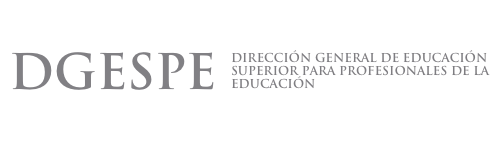 DGESPE
DIRECCIÓN GENERAL DE EDUCACIÓN
SUPERIOR PARA PROFESIONALES DE LA
EDUCACIÓN